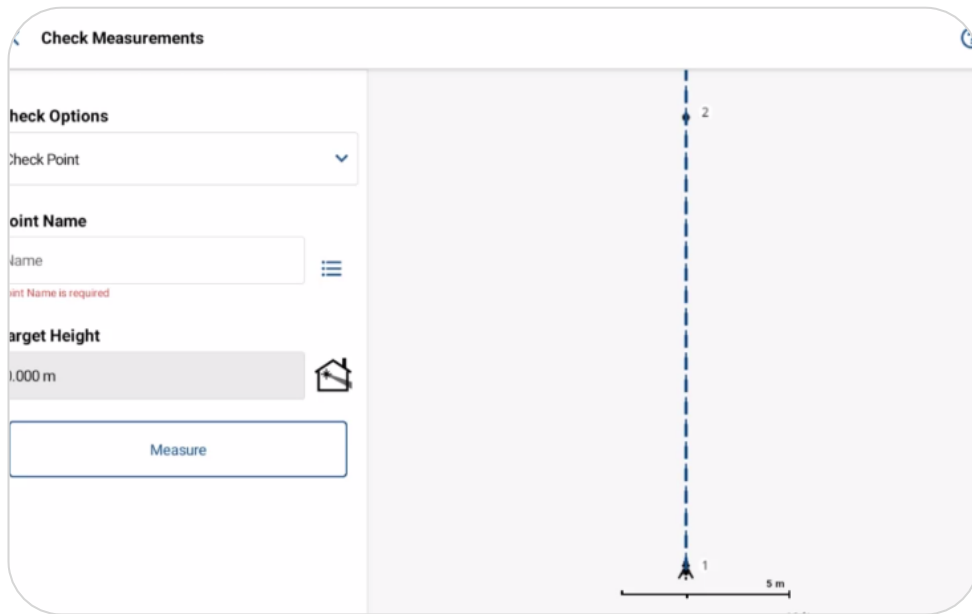 Check Measurements
heck Options
Check Point
oint Name
Name
int Name is required
arget Height
.000 m
Measure
2
1
5 m